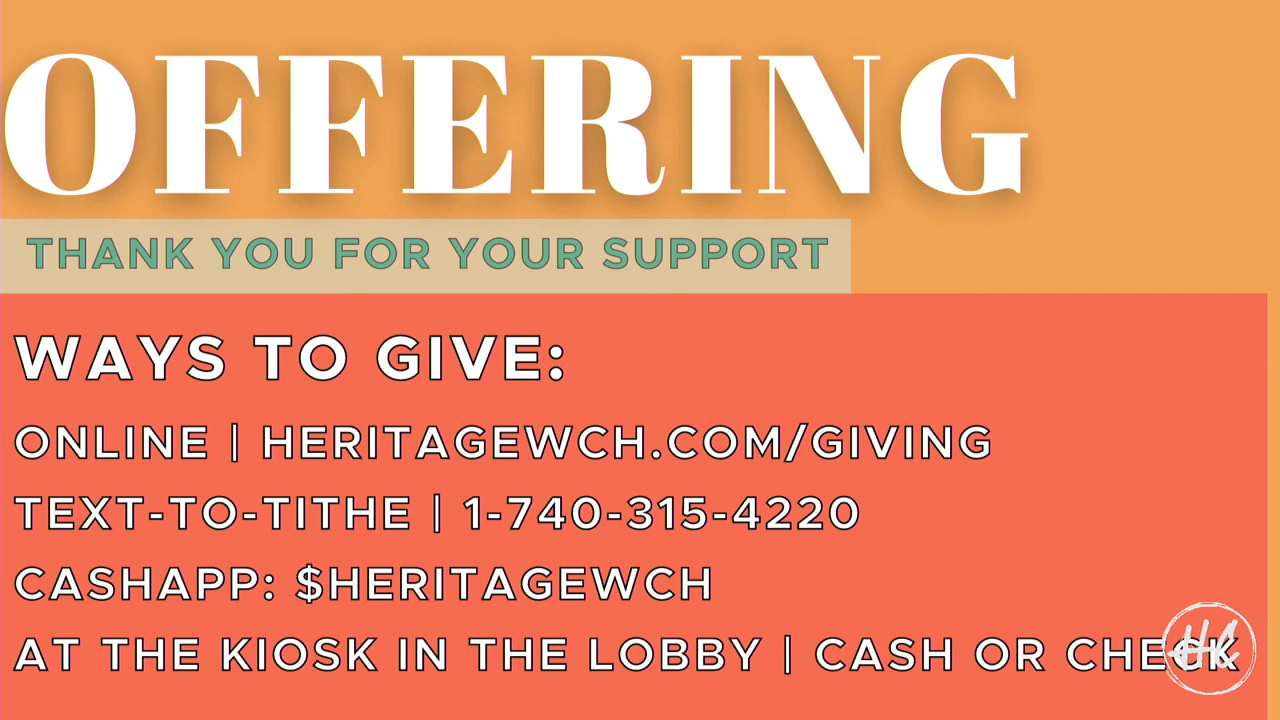 OFFERING
THANK YOU FOR YOUR SUPPORT
WAYS TO GIVE:
ONLINE | HERITAGEWCH.COM/GIVING
TEXT-TO-TITHE | 1-740-315-4220
CASHAPP: $HERITAGEWCH
AT THE KIOSK IN THE LOBBY | CASH OR CHECK
HC